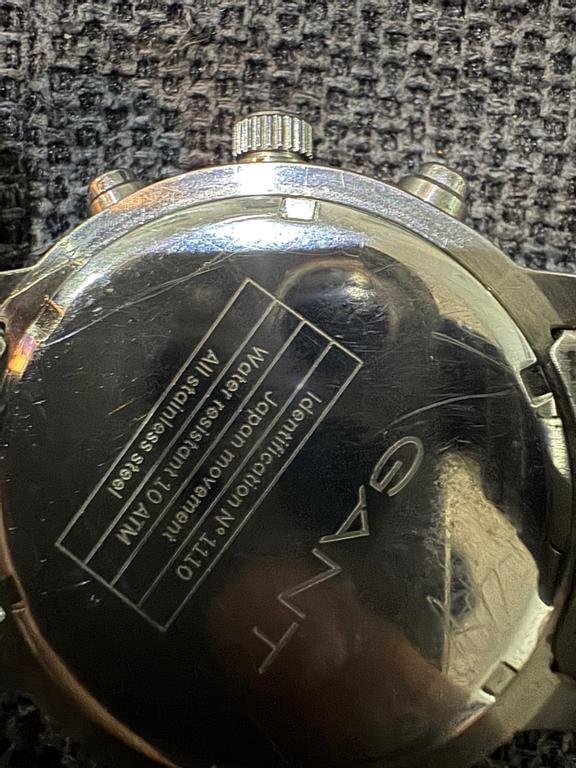 GANT
Identification N° 1110
Japan movement
Water resistant 10 ATM
All stainless steel